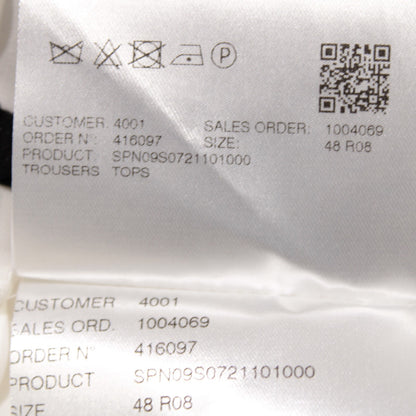 P
CUSTOMER: 4001 SALES ORDER: 1004069
ORDER N°: 416097 SIZE: 48 R08
PRODUCT: SPN09S0721101000
TROUSERS TOPS
CUSTOMER 4001
SALES ORD. 1004069
ORDER N° 416097
PRODUCT SPN09S0721101000
SIZE 48 R08